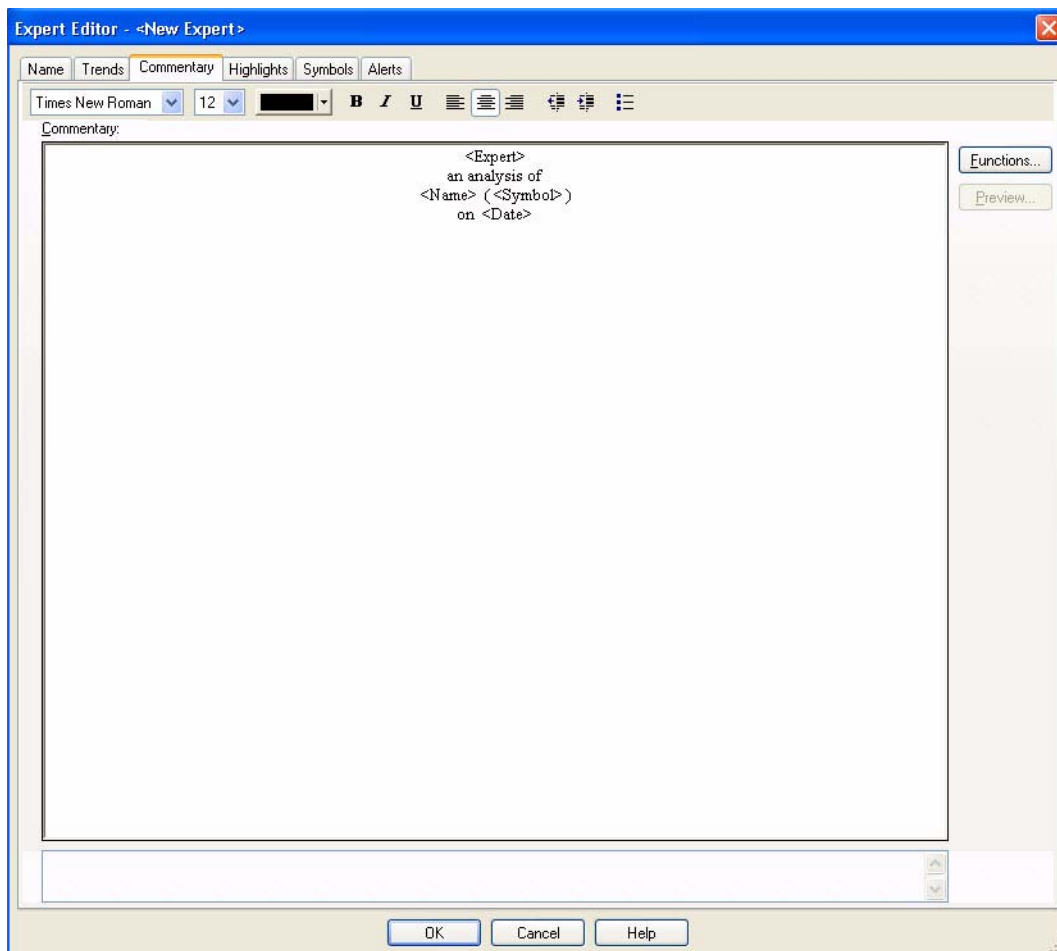 Expert Editor - <New Expert>
Name Trends Commentary Highlights Symbols Alerts
Times New Roman 12 B I U
Commentary:
<Expert>
an analysis of
<Name> (<Symbol>)
on <Date>
Functions...
Preview...
OK Cancel Help